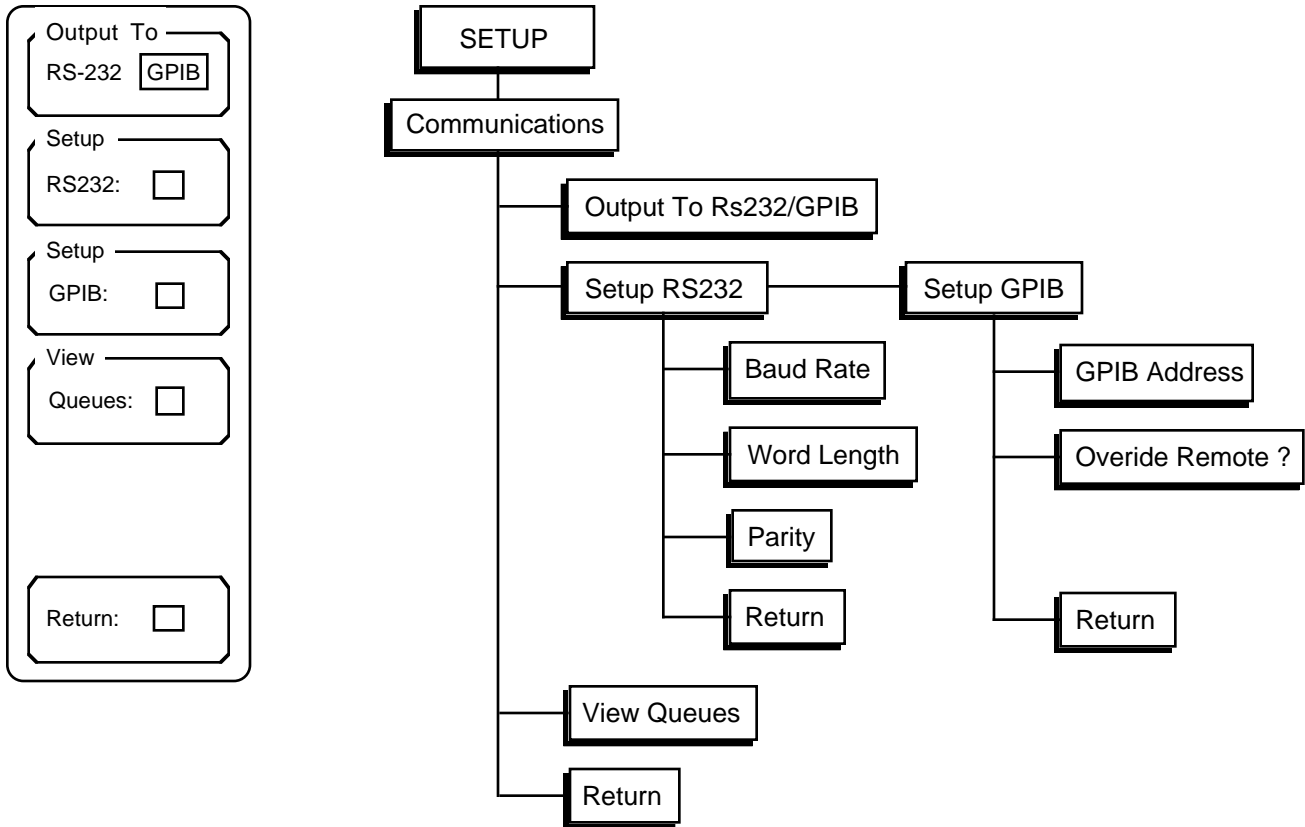 Output To
RS-232 GPIB
Setup
RS232:
Setup
GPIB:
View
Queues:
Return:
SETUP
Communications
Output To Rs232/GPIB
Setup RS232
Setup GPIB
Baud Rate
GPIB Address
Word Length
Overide Remote ?
Parity
Return
Return
View Queues
Return